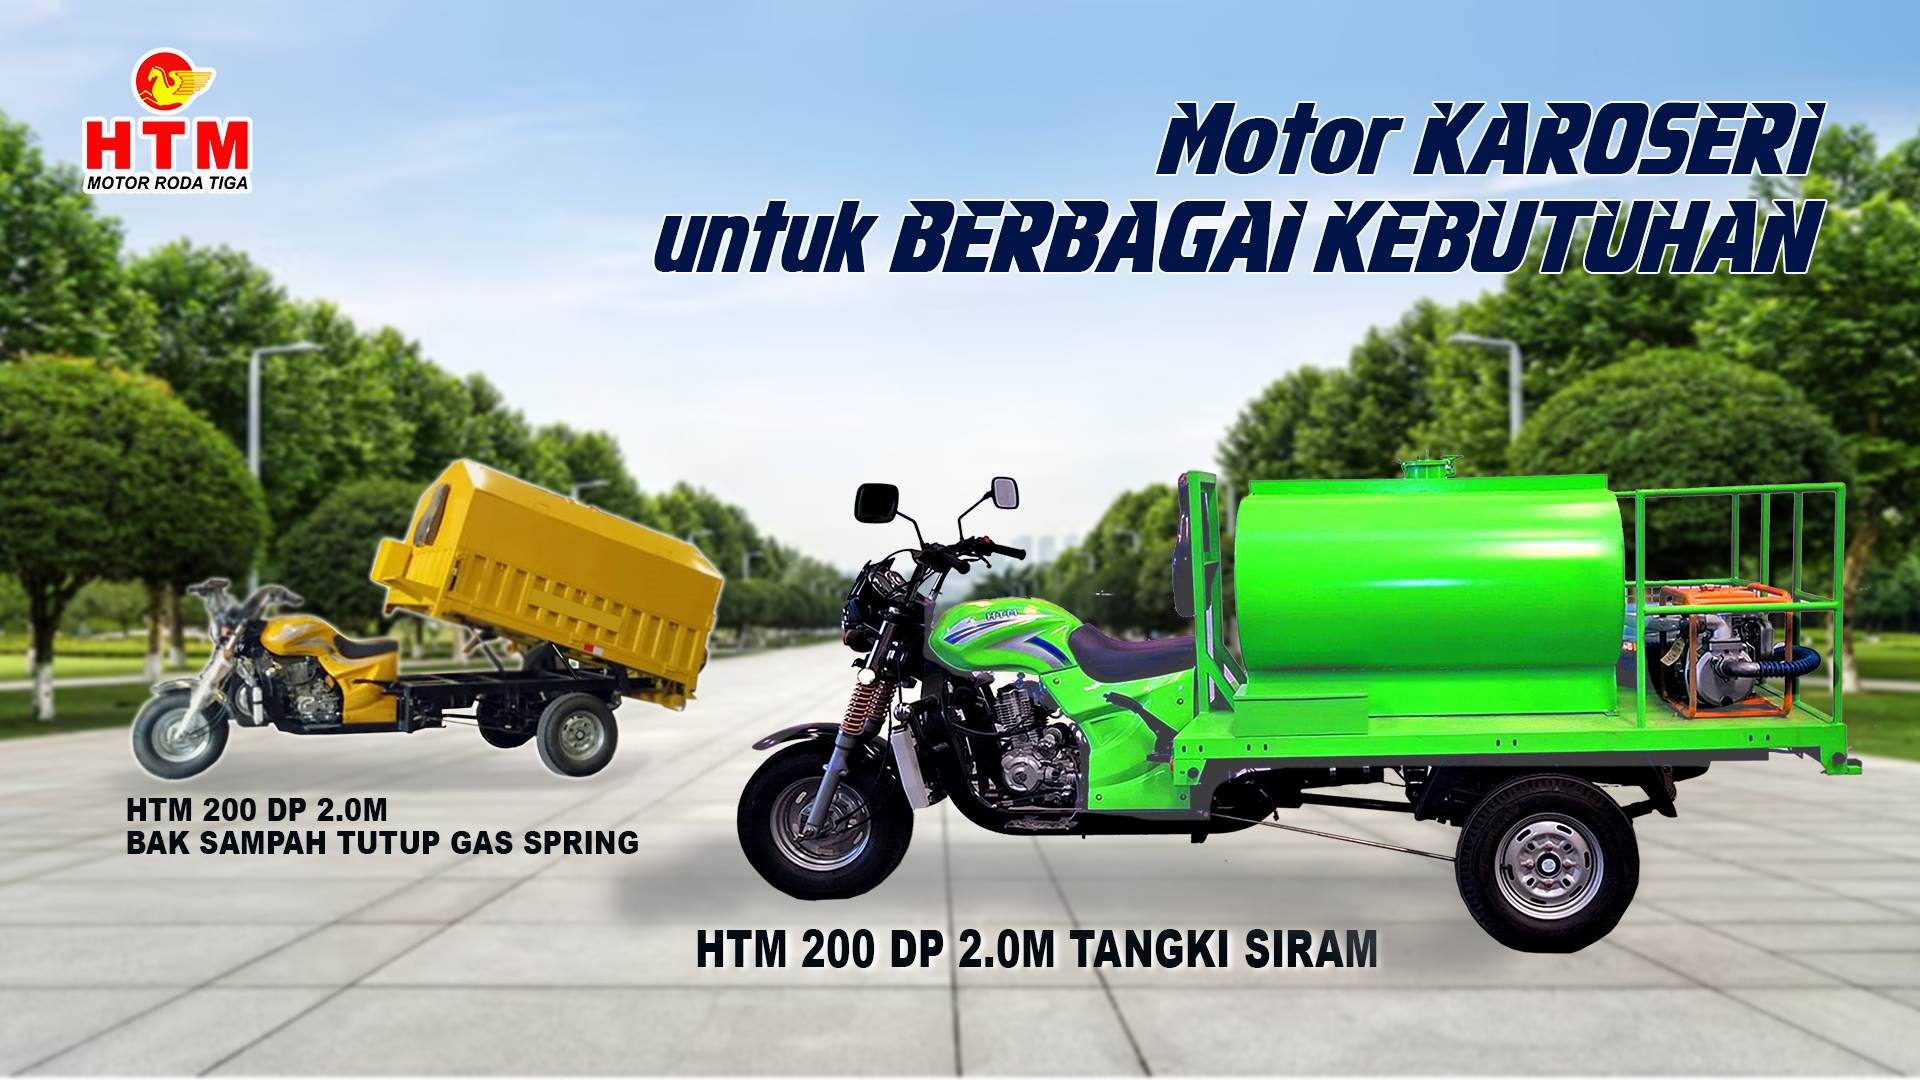 HTM
MOTOR RODA TIGA
Motor KAROSERI
untuk BERBAGAI KEBUTUHAN
HTM
HTM 200 DP 2.0M
BAK SAMPAH TUTUP GAS SPRING
HTM 200 DP 2.0M TANGKI SIRAM